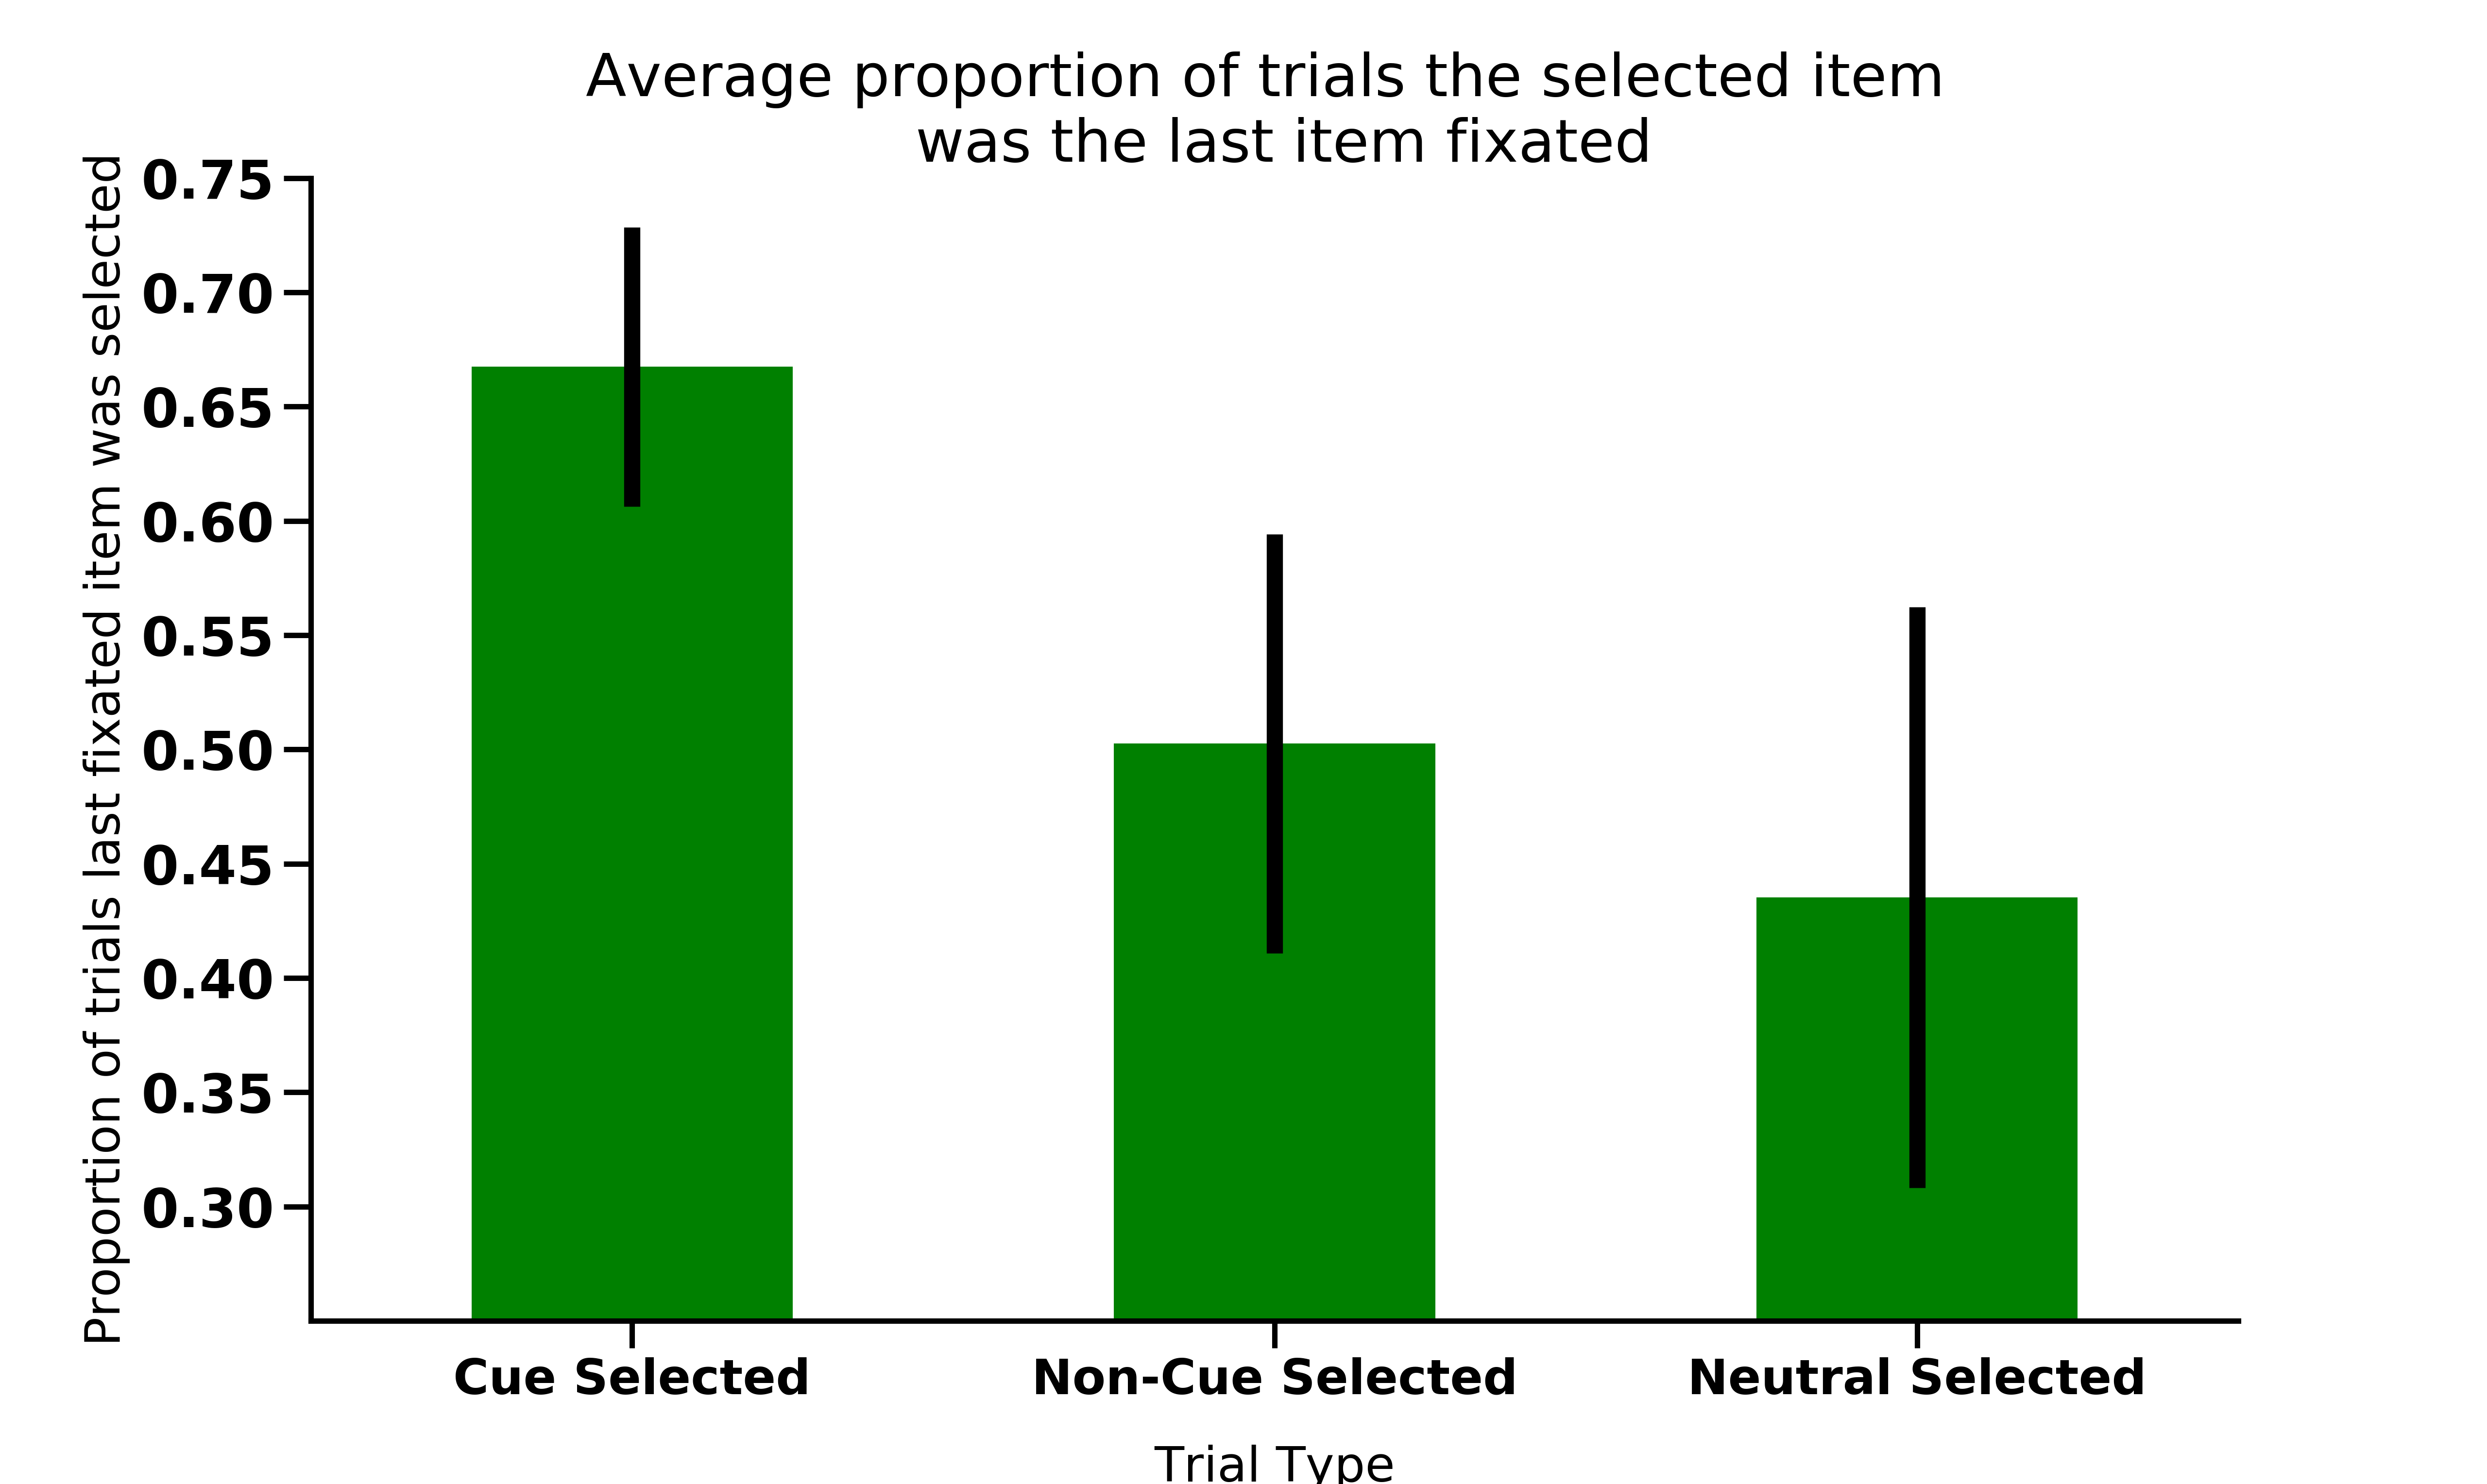 Average proportion of trials the selected item
was the last item fixated
Proportion of trials last fixated item was selected
0.75
0.70
0.65
0.60
0.55
0.50
0.45
0.40
0.35
0.30
Cue Selected
Non-Cue Selected
Neutral Selected
Trial Type